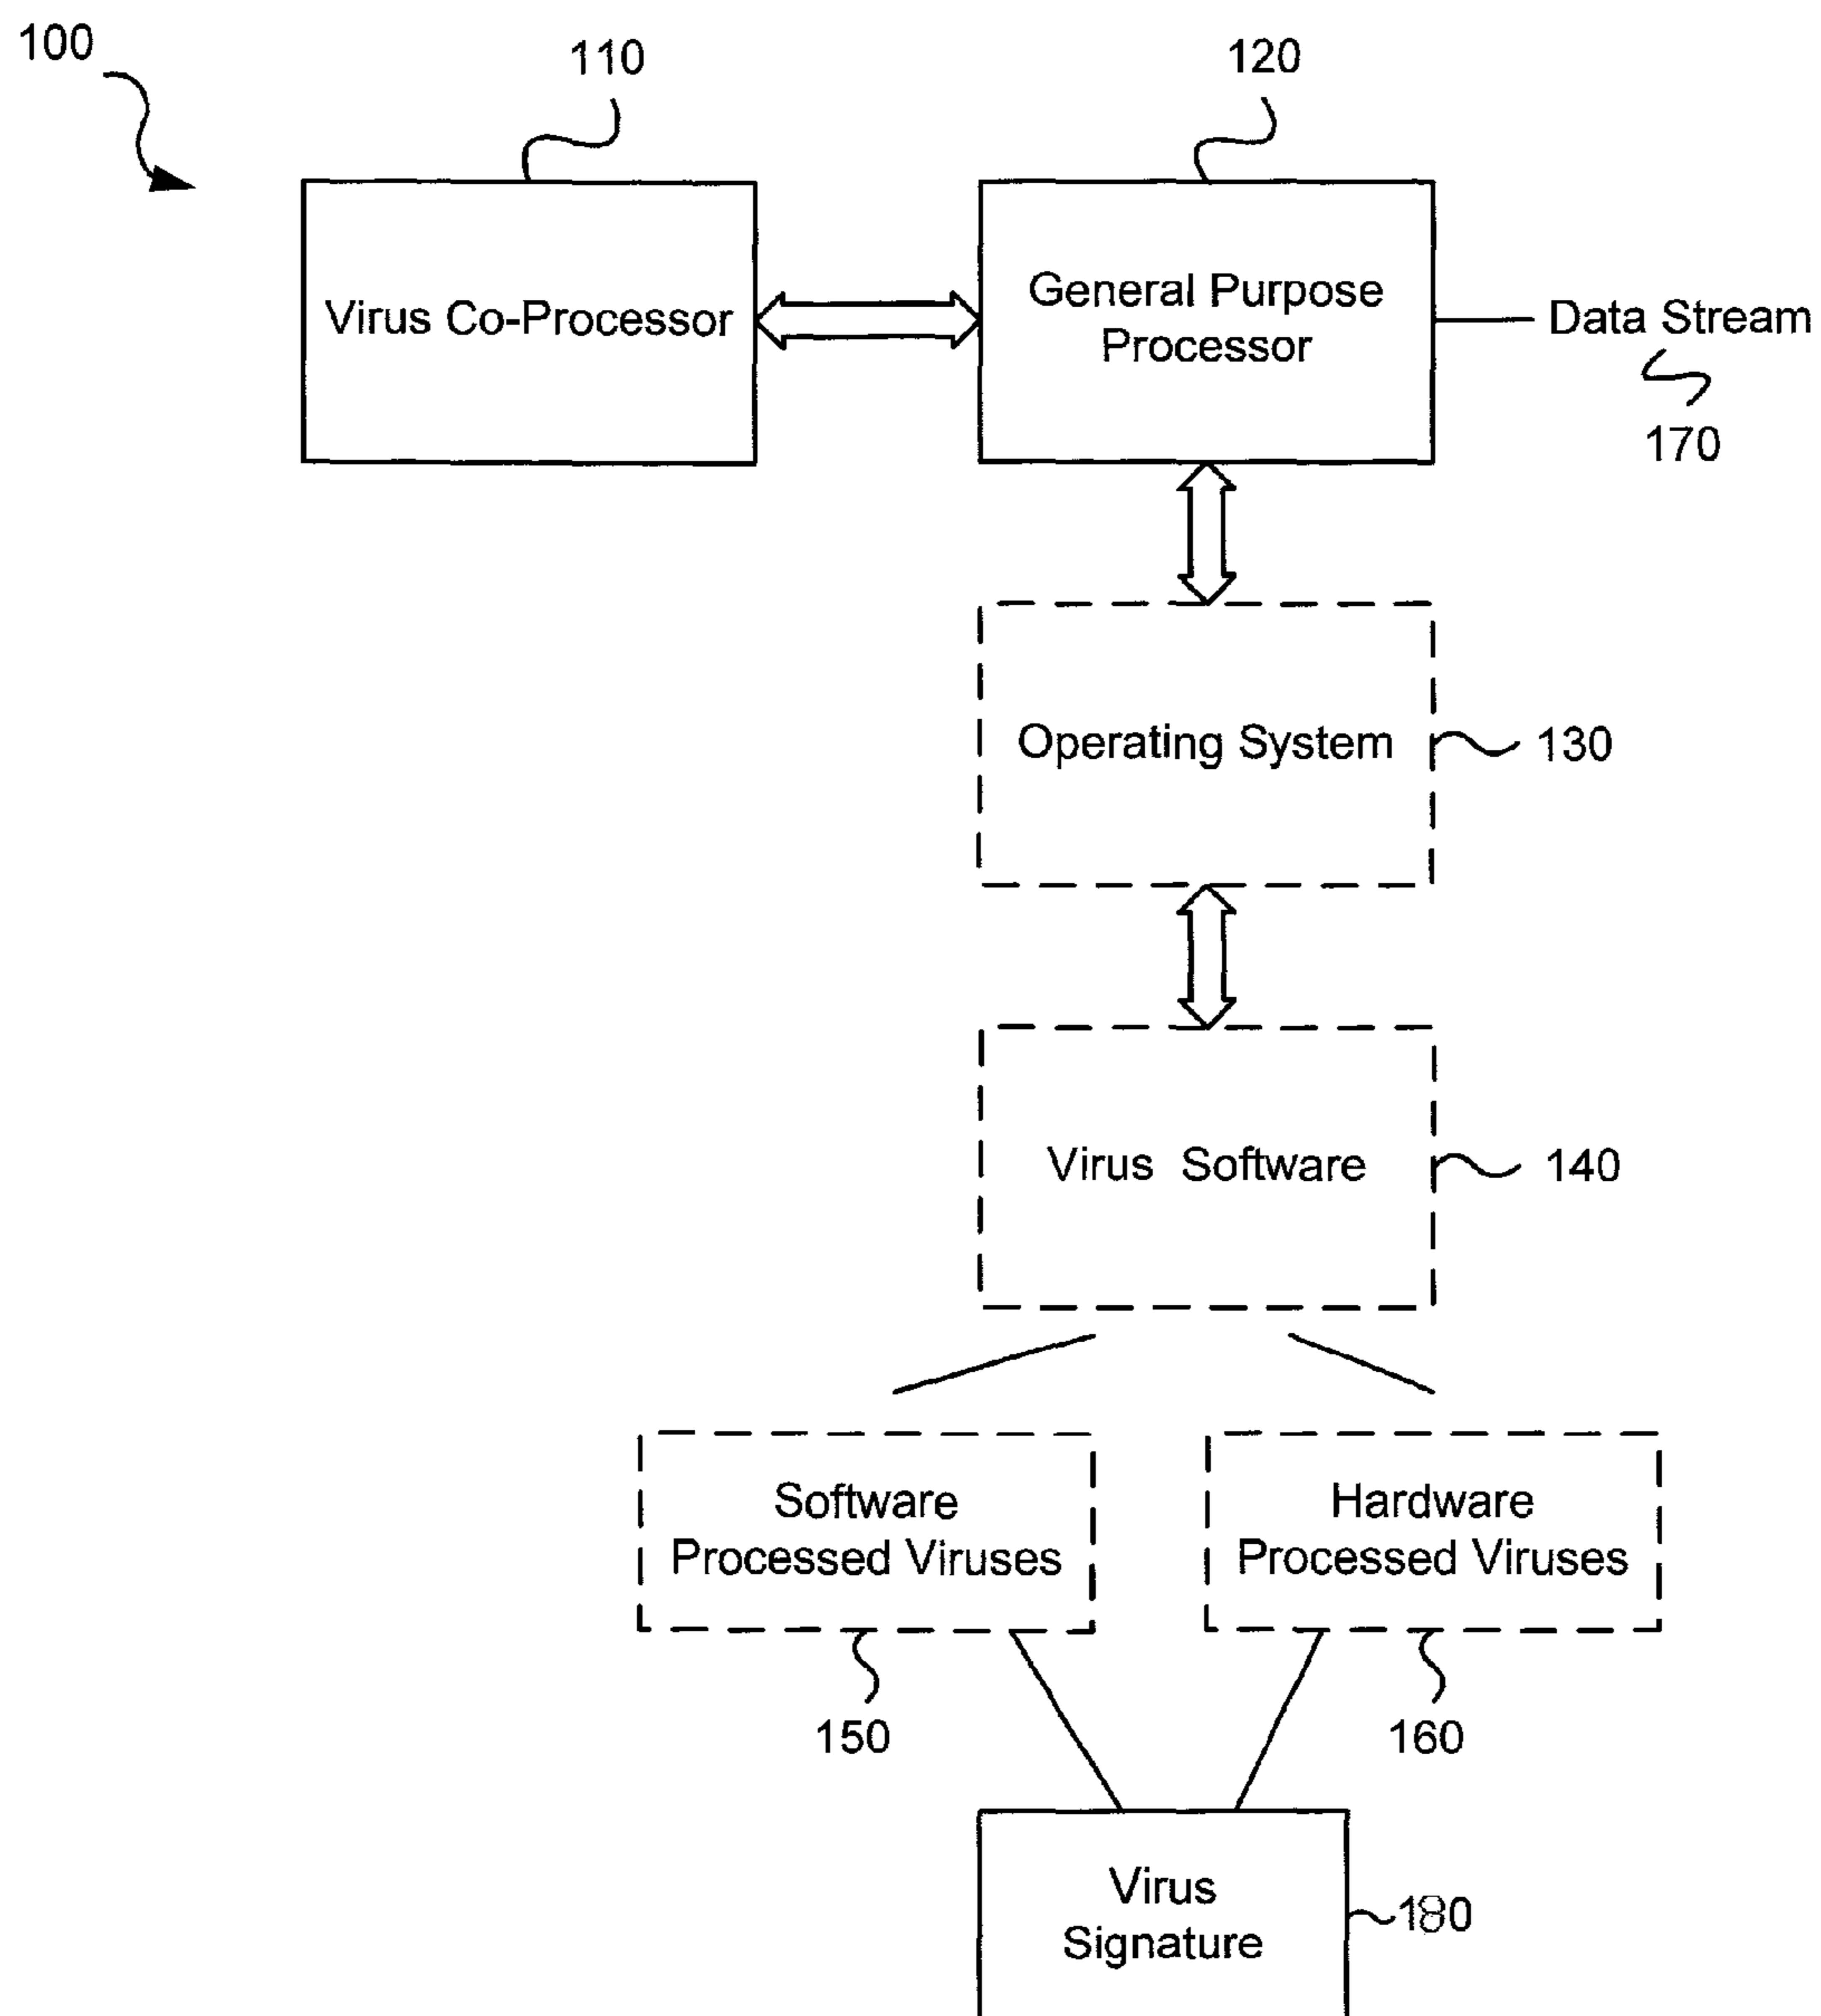 100
110
120
Virus Co-Processor
General Purpose
Processor
Data Stream
170
Operating System
130
Virus Software
140
Software
Processed Viruses
Hardware
Processed Viruses
150
160
Virus
Signature
180